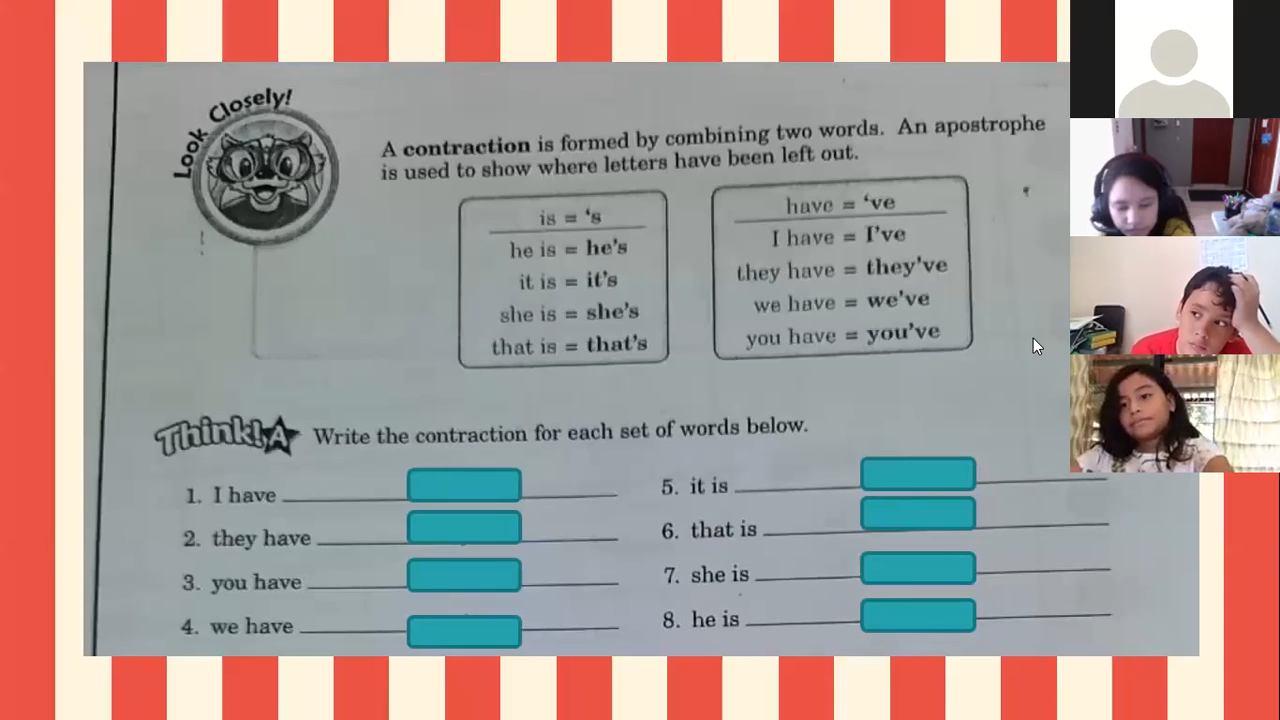 Look Closely!
A contraction is formed by combining two words. An apostrophe
is used to show where letters have been left out.
is = 's
he is = he's
it is = it's
she is = she's
that is = that's
have = 've
I have = I've
they have = they've
we have = we've
you have = you've
Think! A Write the contraction for each set of words below.
1. I have
2. they have
3. you have
4. we have
5. it is
6. that is
7. she is
8. he is